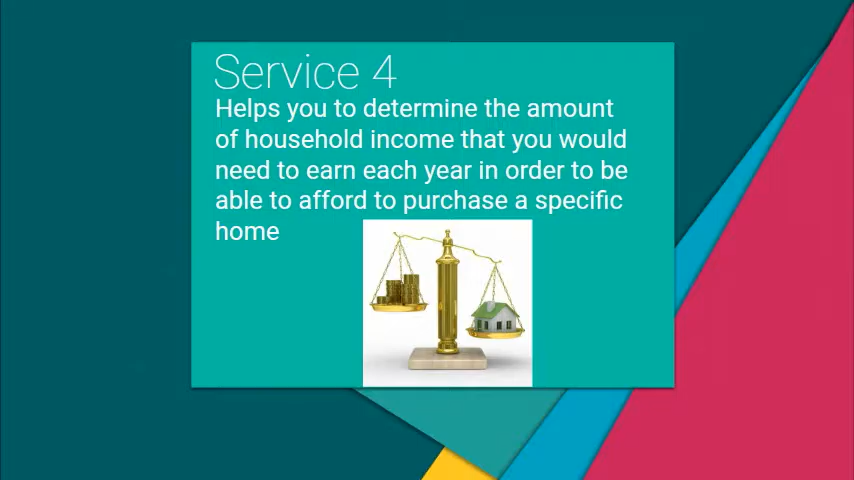 Service 4
Helps you to determine the amount
of household income that you would
need to earn each year in order to be
able to afford to purchase a specific
home